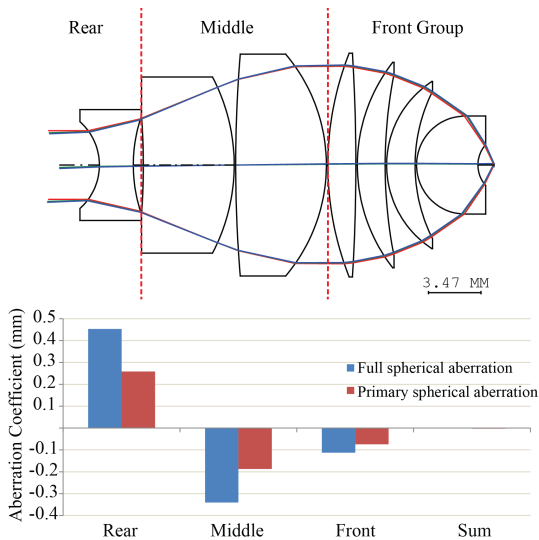 Rear Middle Front Group
3.47 MM
Aberration Coefficient (mm)
0.5
0.4
0.3
0.2
0.1
-0.1
-0.2
-0.3
-0.4
Full spherical aberration
Primary spherical aberration
Rear Middle Front Sum